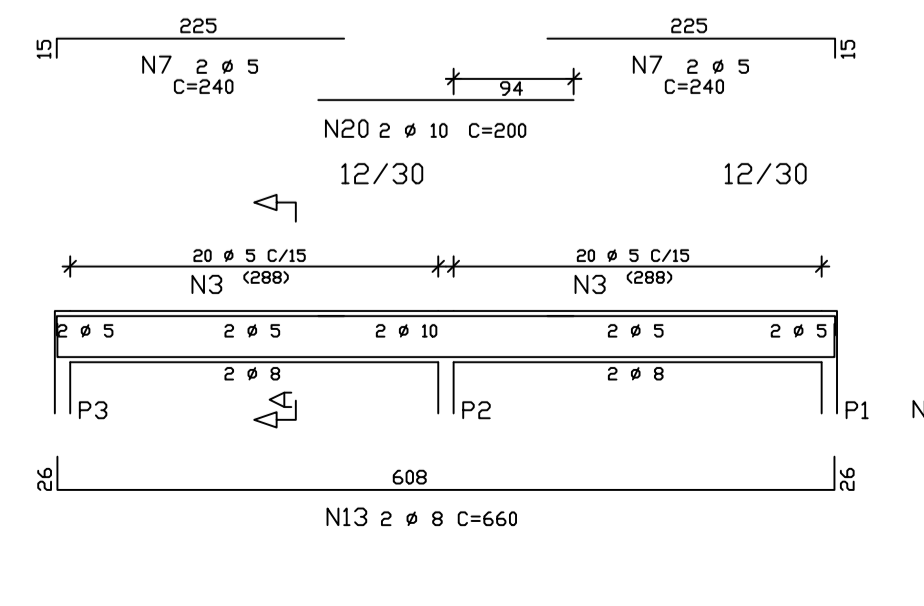 225 225
15 15
N7 2 ø 5 N7 2 ø 5
C=240 C=240
94
N20 2 ø 10 C=200
12/30 12/30
20 ø 5 C/15 20 ø 5 C/15
N3 (288) N3 (288)
2 ø 5 2 ø 5 2 ø 10 2 ø 5 2 ø 5
2 ø 8 2 ø 8
A
P3 P2 P1 N
26 608 26
N13 2 ø 8 C=660